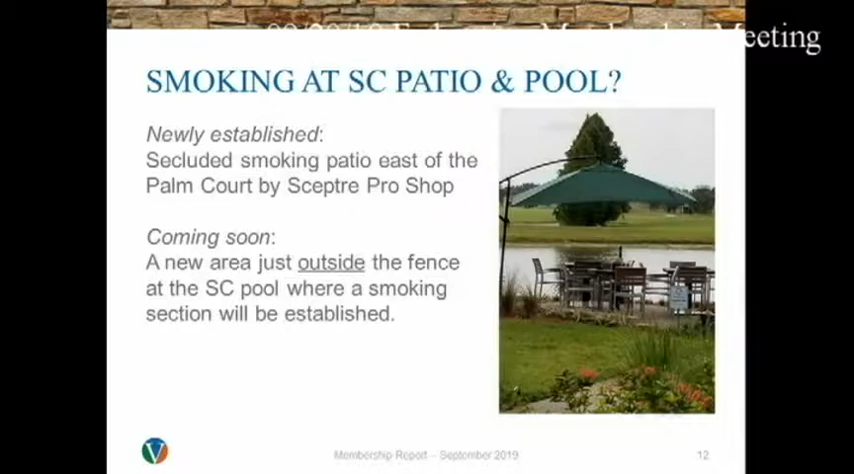 Meeting
SMOKING AT SC PATIO & POOL?
Newly established:
Secluded smoking patio east of the
Palm Court by Sceptre Pro Shop
Coming soon:
A new area just outside the fence
at the SC pool where a smoking
section will be established.
V
Membership Report – September 2019
12